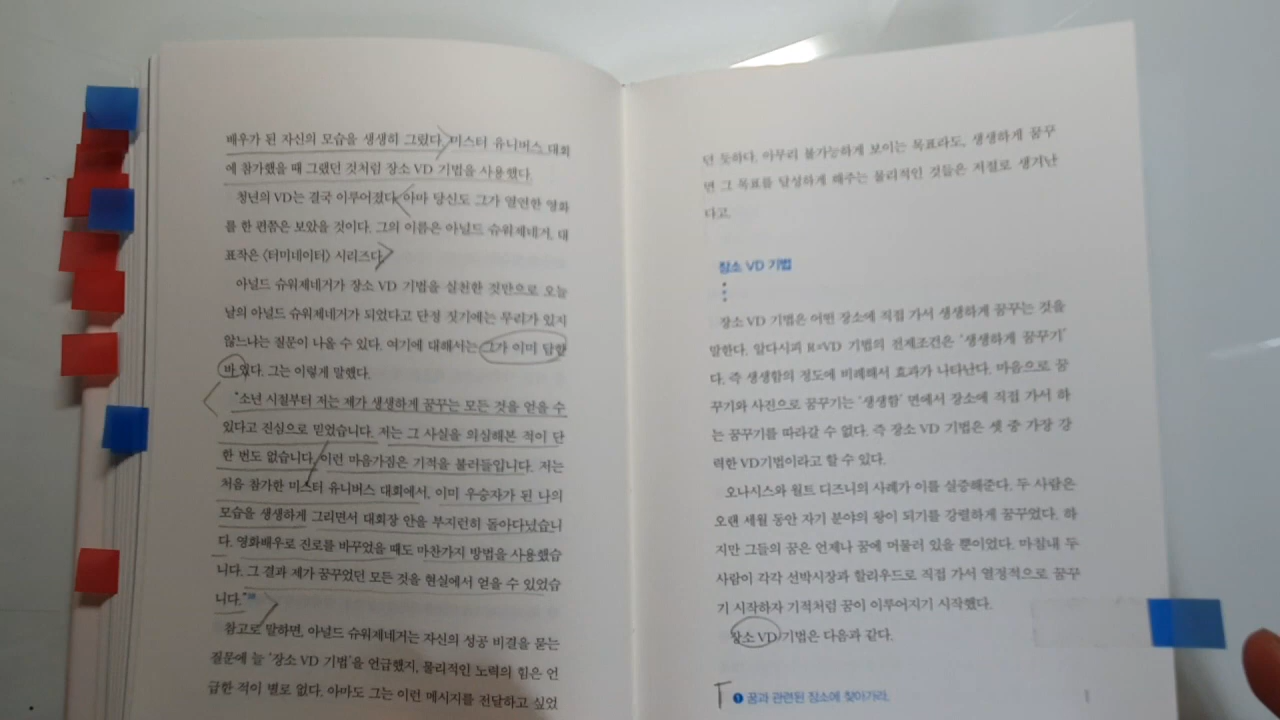 배우가 된 자신의 모습을 생생히 그렸다. 미스터 유니버스 대회
에 참가했을 때 그랬던 것처럼 장소 VD 기법을 사용했다.
청년의 VD는 결국 이루어졌다. 아마 당신도 그가 열연한 영화
를 한 편쯤은 보았을 것이다. 그의 이름은 아널드 슈워제네거, 대
표작은 〈터미네이터〉 시리즈다.
아널드 슈워제네거가 장소 VD 기법을 실천한 것만으로 오늘
날의 아널드 슈워제네거가 되었다고 단정 짓기에는 무리가 있지
않느냐는 질문이 나올 수 있다. 여기에 대해서는 그가 이미 답한
바 있다. 그는 이렇게 말했다.
"소년 시절부터 저는 제가 생생하게 꿈꾸는 모든 것을 얻을 수
있다고 진심으로 믿었습니다. 저는 그 사실을 의심해본 적이 단
한 번도 없습니다. 이런 마음가짐은 기적을 불러들입니다. 저는
처음 참가한 미스터 유니버스 대회에서, 이미 우승자가 된 나의
모습을 생생하게 그리면서 대회장 안을 부지런히 돌아다녔습니
다. 영화배우로 진로를 바꾸었을 때도 마찬가지 방법을 사용했습
니다. 그 결과 제가 꿈꾸었던 모든 것을 현실에서 얻을 수 있었습
니다."
참고로 말하면, 아널드 슈워제네거는 자신의 성공 비결을 묻는
질문에 늘 '장소 VD 기법'을 언급했지, 물리적인 노력의 힘은 언
급한 적이 별로 없다. 아마도 그는 이런 메시지를 전달하고 싶었
던 듯하다. 아무리 불가능하게 보이는 목표라도, 생생하게 꿈꾸
면 그 목표를 달성하게 해주는 물리적인 것들은 저절로 생겨난
다고.
장소 VD 기법
장소 VD 기법은 어떤 장소에 직접 가서 생생하게 꿈꾸는 것을
말한다. 알다시피 R=VD 기법의 전제조건은 '생생하게 꿈꾸기'
다. 즉 생생함의 정도에 비례해서 효과가 나타난다. 마음으로 꿈
꾸기와 사진으로 꿈꾸기는 '생생함' 면에서 장소에 직접 가서 하
는 꿈꾸기를 따라갈 수 없다. 즉 장소 VD 기법은 셋 중 가장 강
력한 VD기법이라고 할 수 있다.
오나시스와 월트 디즈니의 사례가 이를 실증해준다. 두 사람은
오랜 세월 동안 자기 분야의 왕이 되기를 강렬하게 꿈꾸었다. 하
지만 그들의 꿈은 언제나 꿈에 머물러 있을 뿐이었다. 마침내 두
사람이 각각 선박시장과 할리우드로 직접 가서 열정적으로 꿈꾸
기 시작하자 기적처럼 꿈이 이루어지기 시작했다.
장소 VD 기법은 다음과 같다.
❶ 꿈과 관련된 장소에 찾아가라.